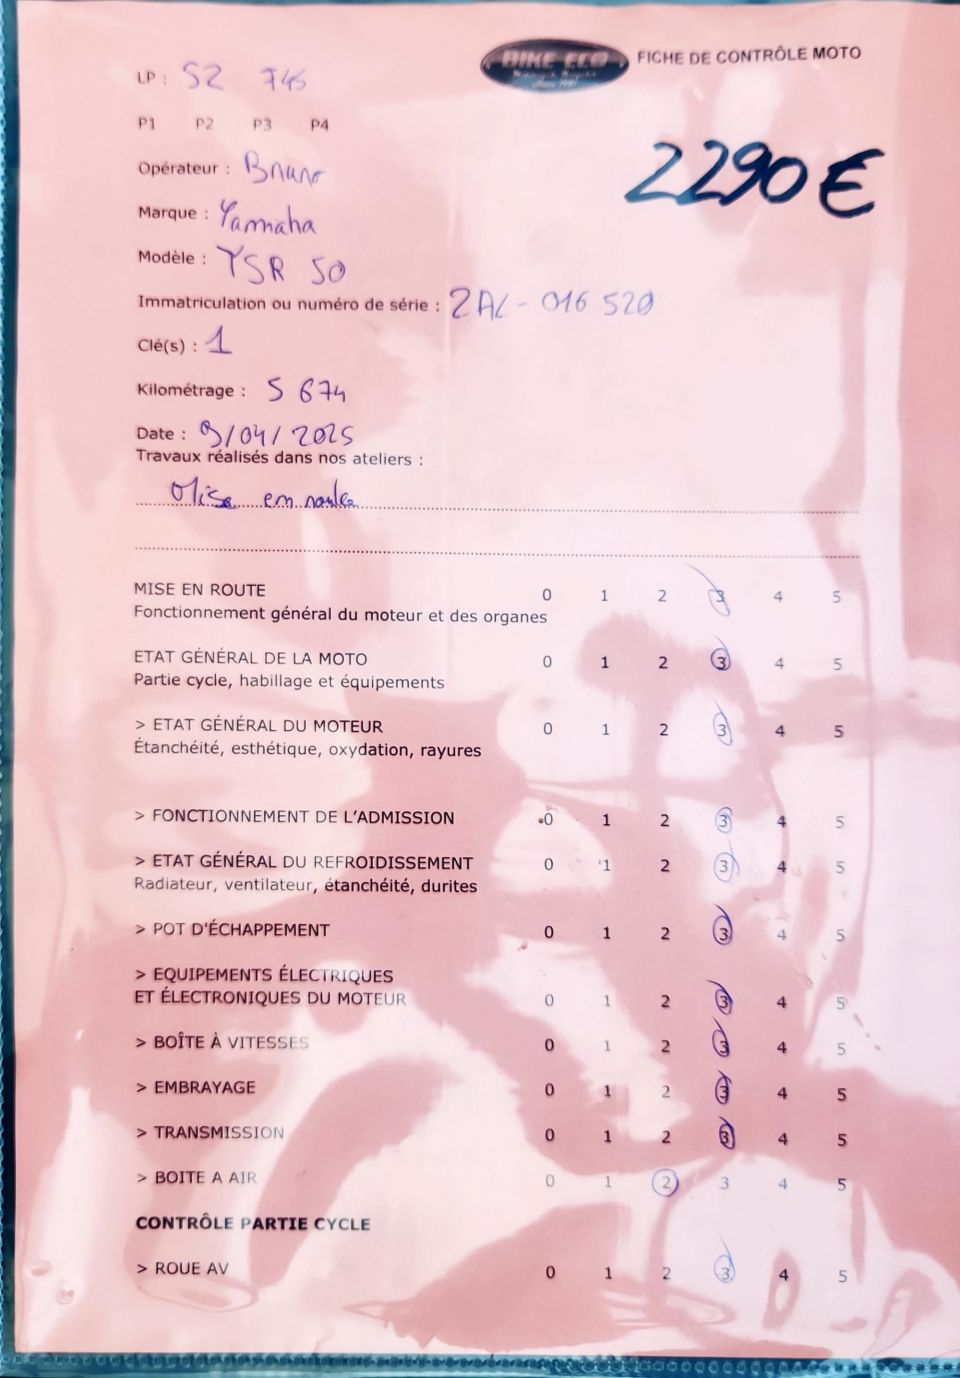 BIKE ECO
FICHE DE CONTRÔLE MOTO
LP : 52 745
P1 P2 P3 P4
2290 €
Opérateur : Bruno
Marque : Yamaha
Modèle : YSR 50
Immatriculation ou numéro de série : 2AL - 016 520
Clé(s) : 1
Kilométrage : 5 674
Date : 9/04/2025
Travaux réalisés dans nos ateliers :
Mise en route
MISE EN ROUTE 0 1 2 3 4 5
Fonctionnement général du moteur et des organes
ETAT GÉNÉRAL DE LA MOTO 0 1 2 3 4 5
Partie cycle, habillage et équipements
> ETAT GÉNÉRAL DU MOTEUR 0 1 2 3 4 5
Étanchéité, esthétique, oxydation, rayures
> FONCTIONNEMENT DE L'ADMISSION 0 1 2 3 4 5
> ETAT GÉNÉRAL DU REFROIDISSEMENT 0 1 2 3 4 5
Radiateur, ventilateur, étanchéité, durites
> POT D'ÉCHAPPEMENT 0 1 2 3 4 5
> EQUIPEMENTS ÉLECTRIQUES
ET ÉLECTRONIQUES DU MOTEUR 0 1 2 3 4 5
> BOÎTE À VITESSES 0 1 2 3 4 5
> EMBRAYAGE 0 1 2 3 4 5
> TRANSMISSION 0 1 2 3 4 5
> BOITE A AIR 0 1 2 3 4 5
CONTRÔLE PARTIE CYCLE
> ROUE AV 0 1 2 3 4 5